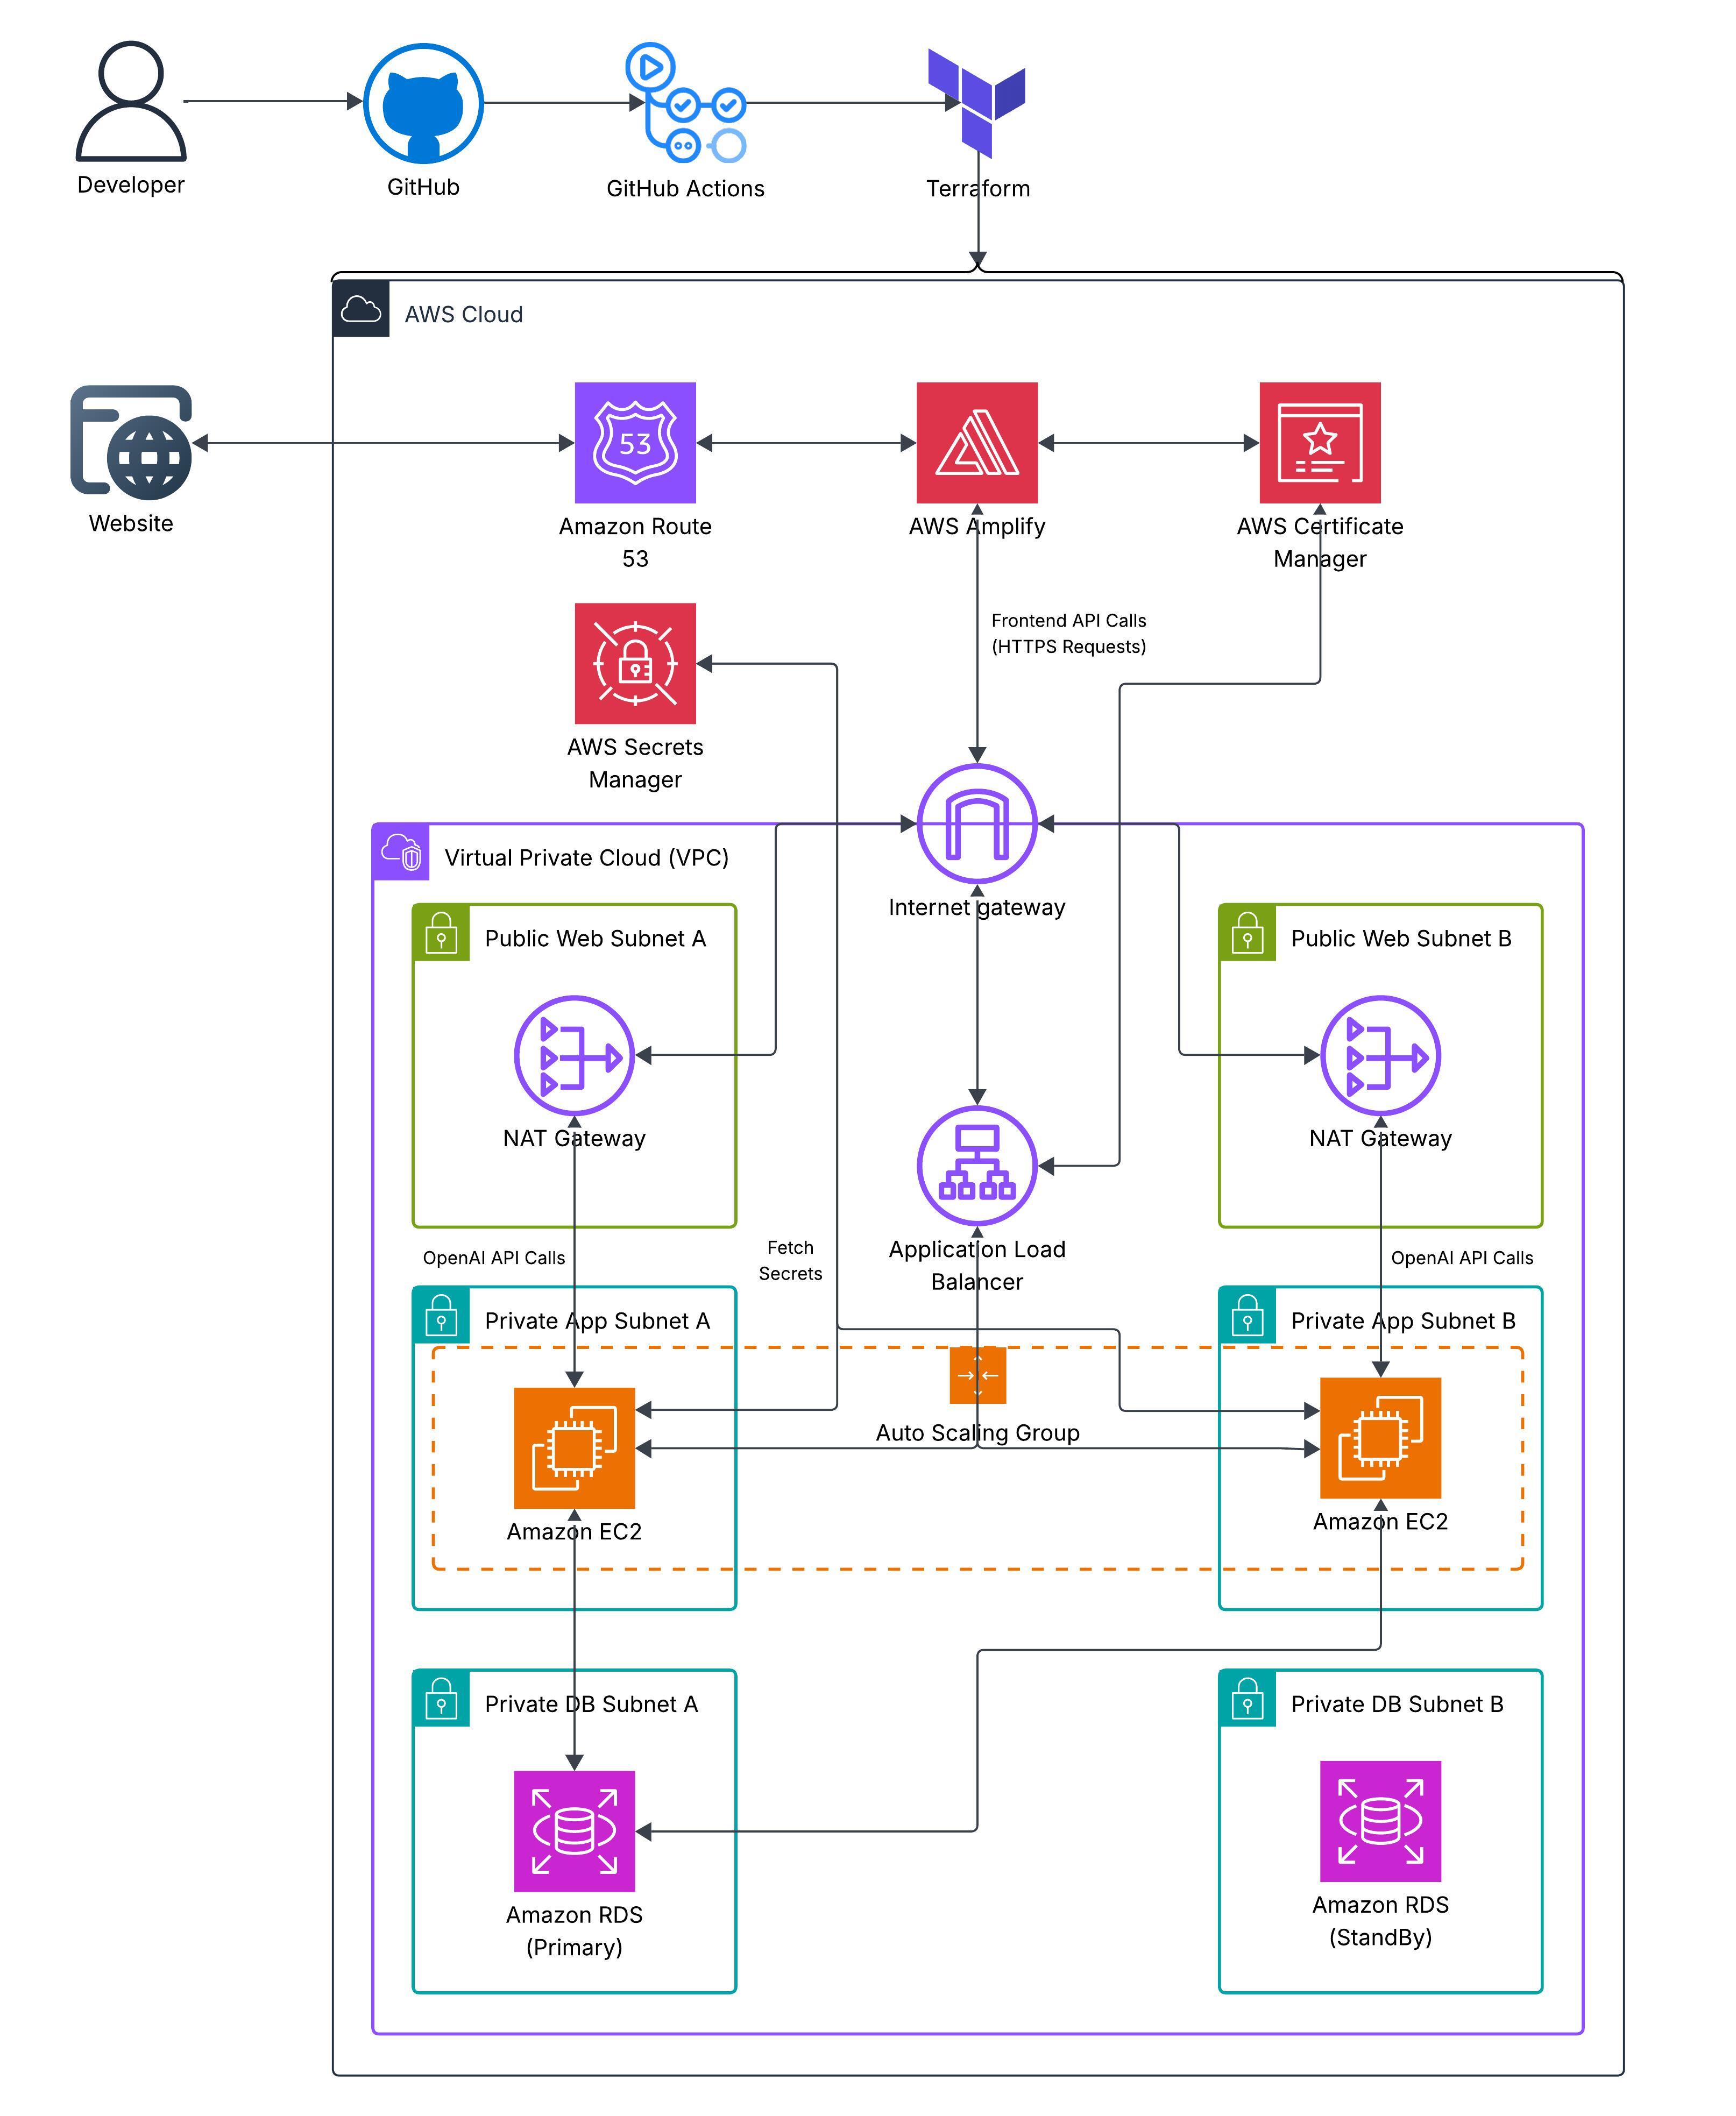 Developer
GitHub
GitHub Actions
Terraform
AWS Cloud
53
Website
Amazon Route
53
AWS Amplify
AWS Certificate
Manager
Frontend API Calls
(HTTPS Requests)
AWS Secrets
Manager
Virtual Private Cloud (VPC)
Internet gateway
Public Web Subnet A
Public Web Subnet B
NAT Gateway
NAT Gateway
Application Load
Balancer
OpenAI API Calls
Fetch
Secrets
OpenAI API Calls
Private App Subnet A
Private App Subnet B
Auto Scaling Group
Amazon EC2
Amazon EC2
Private DB Subnet A
Private DB Subnet B
Amazon RDS
(Primary)
Amazon RDS
(StandBy)